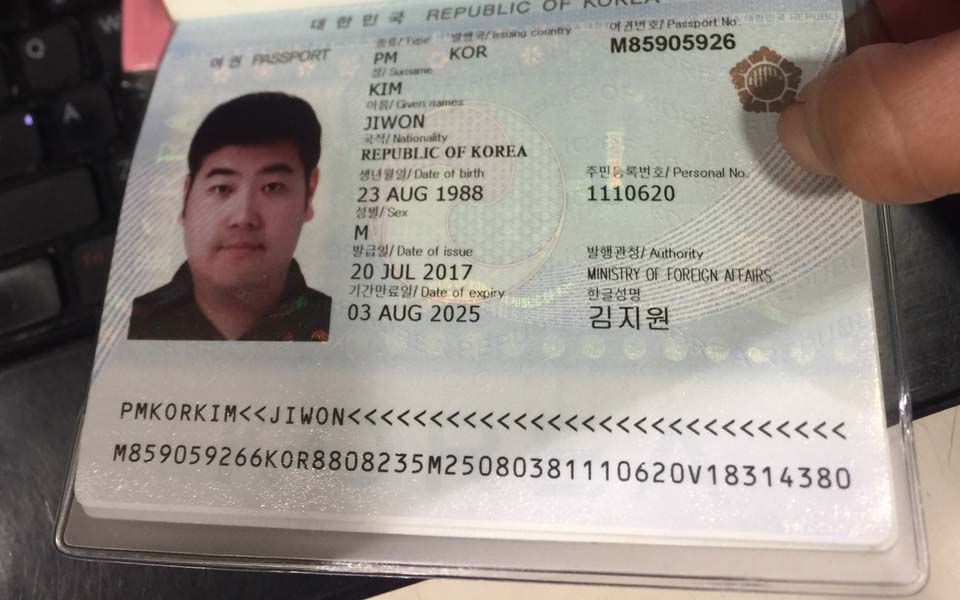 대한민국 REPUBLIC OF KOREA
여권 PASSPORT
종류/Type 발행국/Issuing country 여권번호/Passport No.
PM KOR M85905926
성/Surname
KIM
이름/Given names
JIWON
국적/Nationality
REPUBLIC OF KOREA
생년월일/Date of birth 주민등록번호/Personal No.
23 AUG 1988 1110620
성별/Sex
M
발급일/Date of issue 발행관청/Authority
20 JUL 2017 MINISTRY OF FOREIGN AFFAIRS
기간만료일/Date of expiry 한글성명
03 AUG 2025 김지원
PMKORKIM<<JIWON<<<<<<<<<<<<<<<<<<<<<<<<<<<<<
M859059266KOR8808235M25080381110620V18314380